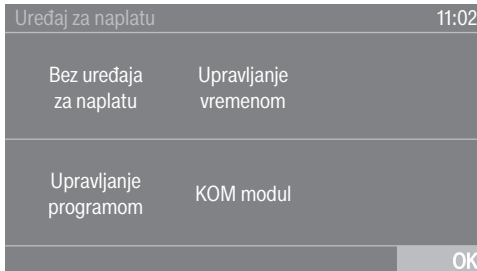 Uređaj za naplatu 11:02
Bez uređaja
za naplatu
Upravljanje
vremenom
Upravljanje
programom
KOM modul
OK